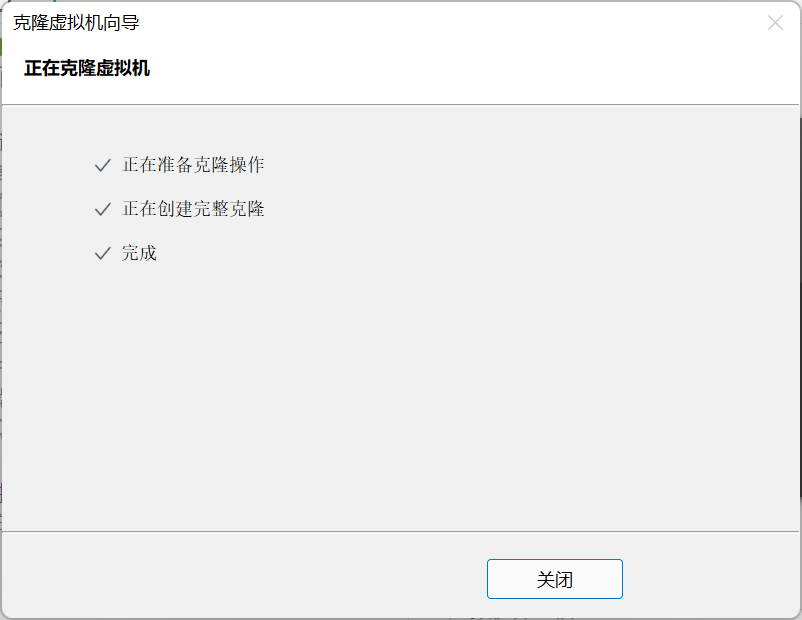 克隆虚拟机向导
正在克隆虚拟机
正在准备克隆操作
正在创建完整克隆
完成
关闭